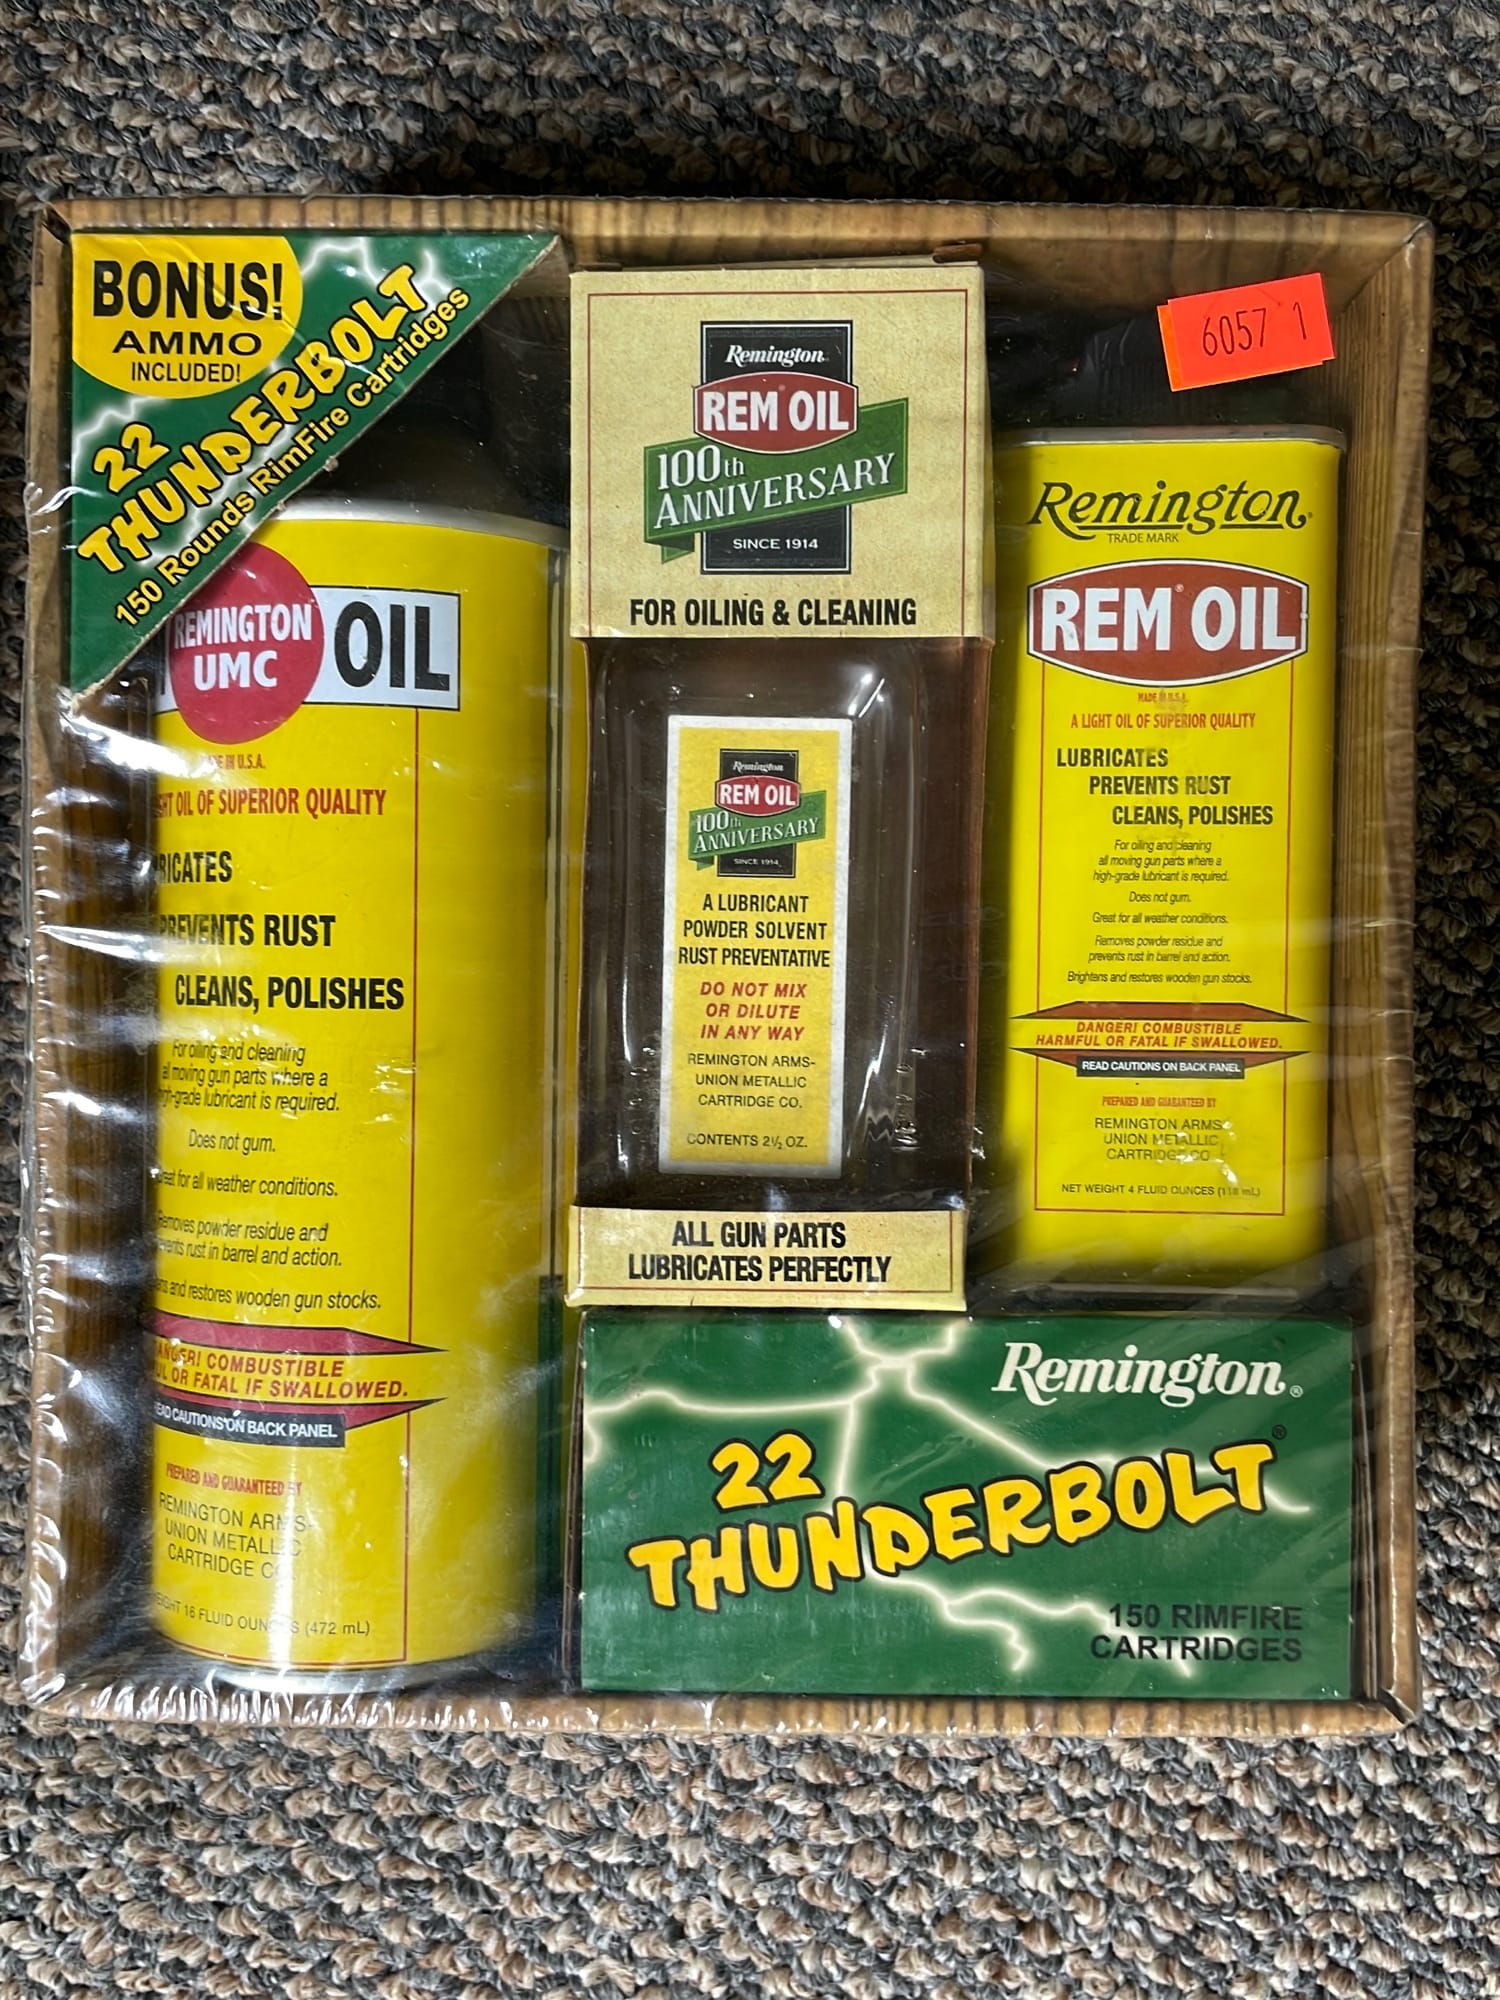 BONUS!
AMMO
INCLUDED!
22
THUNDERBOLT
150 Rounds RimFire Cartridges
REMINGTON
UMC
OIL
IN U.S.A.
OIL OF SUPERIOR QUALITY
PREVENTS RUST
CLEANS, POLISHES
For oiling and cleaning
all moving gun parts where a
lubricant is required.
Does not gum.
for all weather conditions.
Removes powder residue and
rust in barrel and action.
and restores wooden gun stocks.
COMBUSTIBLE
OR FATAL IF SWALLOWED.
CAUTIONS ON BACK PANEL
PREPARED AND GUARANTEED BY
REMINGTON ARMS-
UNION METALLIC
CARTRIDGE
16 FLUID OUNCES (472 mL)
Remington
REM OIL
100th
ANNIVERSARY
SINCE 1914
FOR OILING & CLEANING
Remington
REM OIL
100th
ANNIVERSARY
SINCE 1914
A LUBRICANT
POWDER SOLVENT
RUST PREVENTATIVE
DO NOT MIX
OR DILUTE
IN ANY WAY
REMINGTON ARMS-
UNION METALLIC
CARTRIDGE CO.
CONTENTS 2½ OZ.
ALL GUN PARTS
LUBRICATES PERFECTLY
6057 1
Remington®
TRADE MARK
REM® OIL
MADE IN U.S.A.
A LIGHT OIL OF SUPERIOR QUALITY
LUBRICATES
PREVENTS RUST
CLEANS, POLISHES
For oiling and cleaning
all moving gun parts where a
high-grade lubricant is required.
Does not gum.
Great for all weather conditions.
Removes powder residue and
prevents rust in barrel and action.
Brightens and restores wooden gun stocks.
DANGER! COMBUSTIBLE
HARMFUL OR FATAL IF SWALLOWED.
READ CAUTIONS ON BACK PANEL
PREPARED AND GUARANTEED BY
REMINGTON ARMS
UNION METALLIC
CARTRIDGE CO
NET WEIGHT 4 FLUID OUNCES (118 mL)
Remington®
22
THUNDERBOLT®
150 RIMFIRE
CARTRIDGES